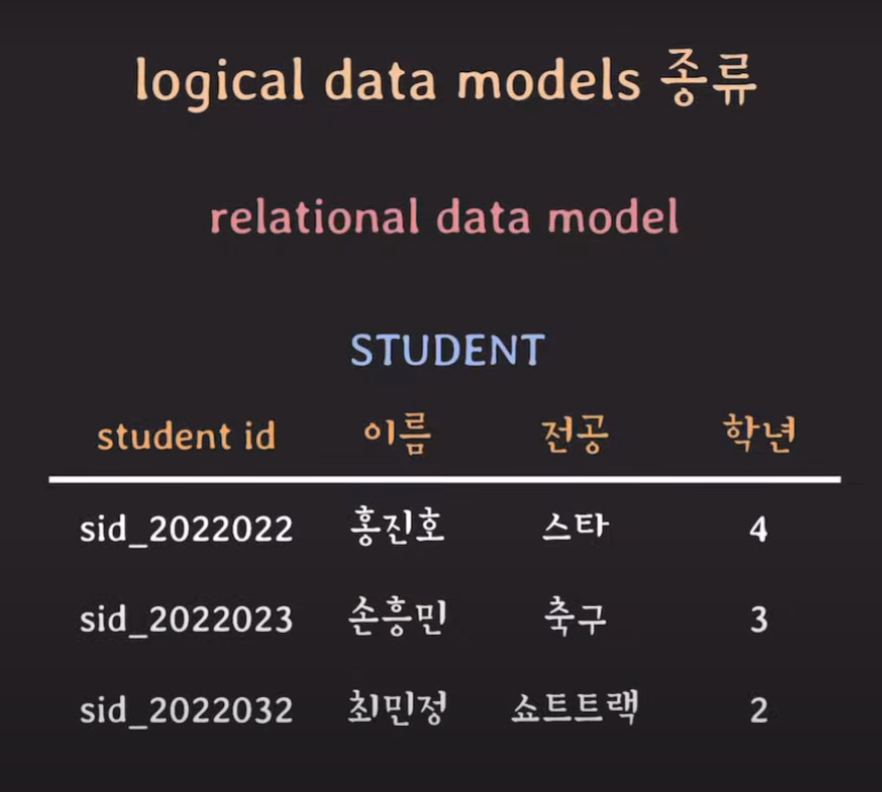 logical data models 종류
relational data model
STUDENT
student id 이름 전공 학년
sid_2022022 홍진호 스타 4
sid_2022023 손흥민 축구 3
sid_2022032 최민정 쇼트트랙 2